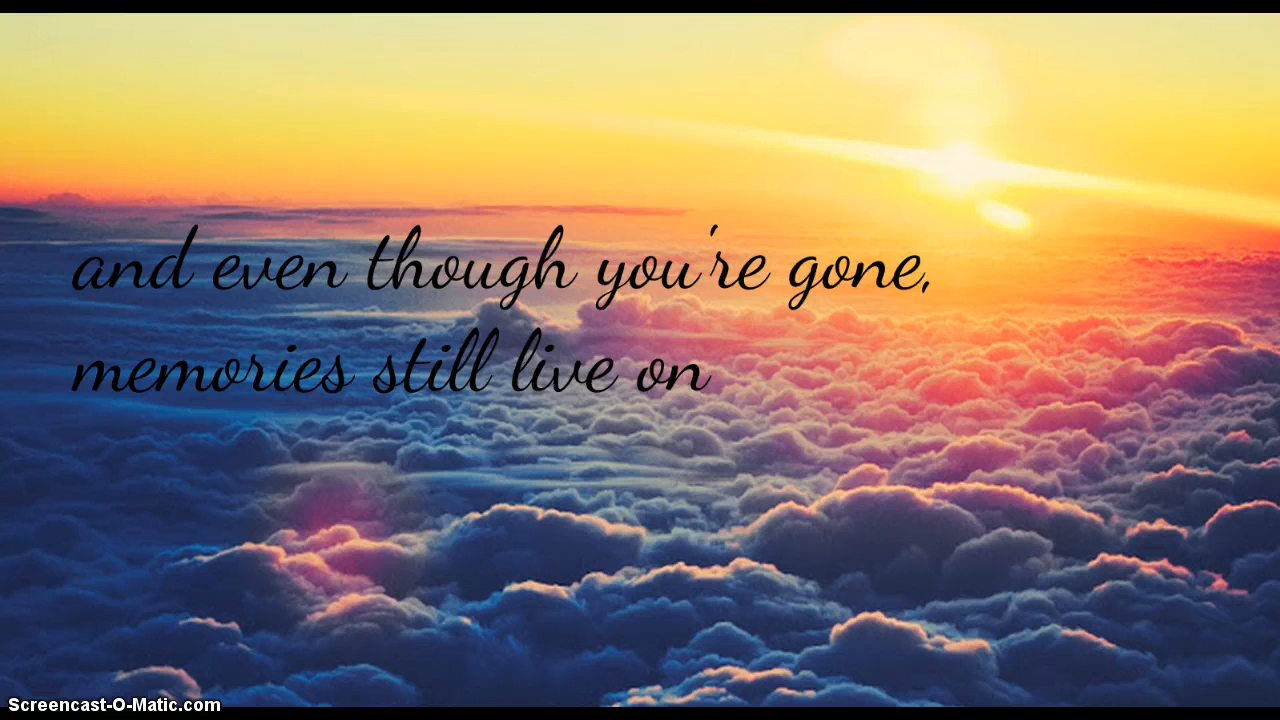 and even though you're gone,
memories still live on
Screencast-O-Matic.com